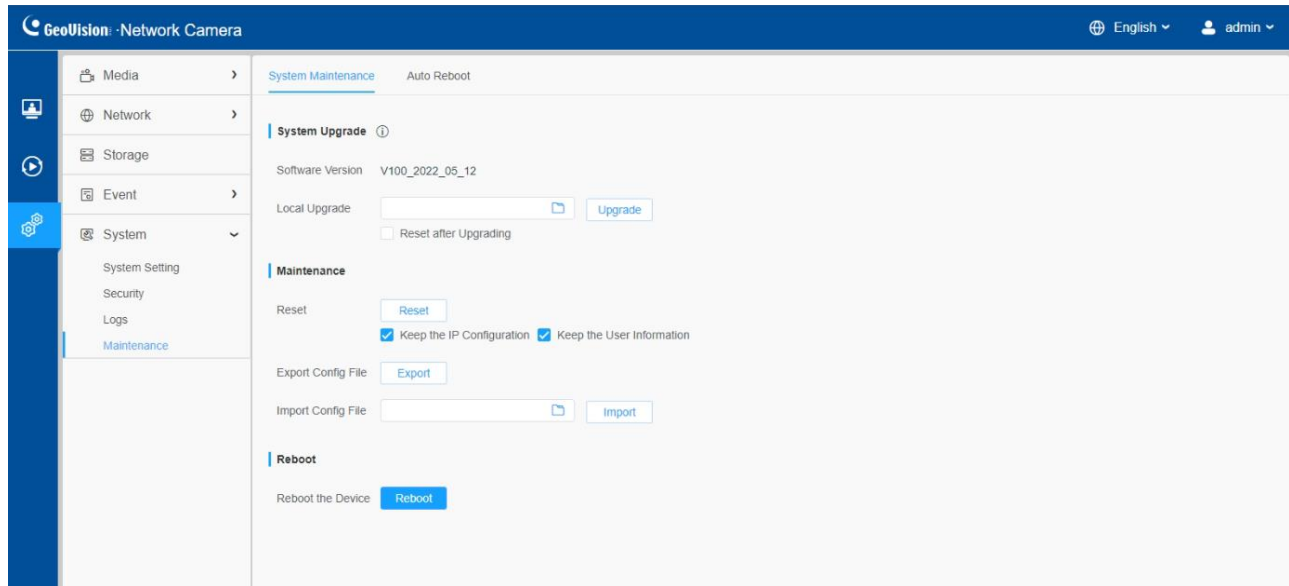 GeoVision: ·Network Camera
English
admin
Media
Network
Storage
Event
System
System Setting
Security
Logs
Maintenance
System Maintenance
Auto Reboot
System Upgrade
Software Version V100_2022_05_12
Local Upgrade Upgrade
Reset after Upgrading
Maintenance
Reset Reset
Keep the IP Configuration Keep the User Information
Export Config File Export
Import Config File Import
Reboot
Reboot the Device Reboot